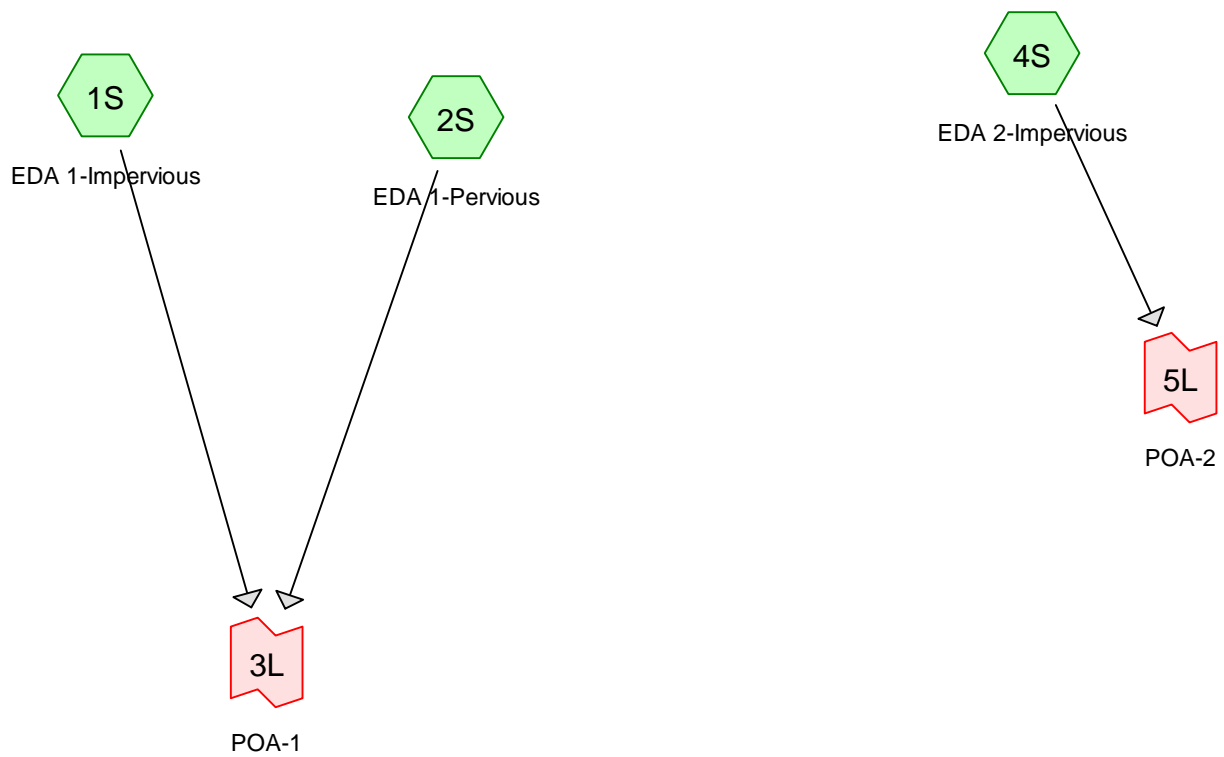 1S
EDA 1-Impervious
2S
EDA 1-Pervious
4S
EDA 2-Impervious
5L
POA-2
3L
POA-1